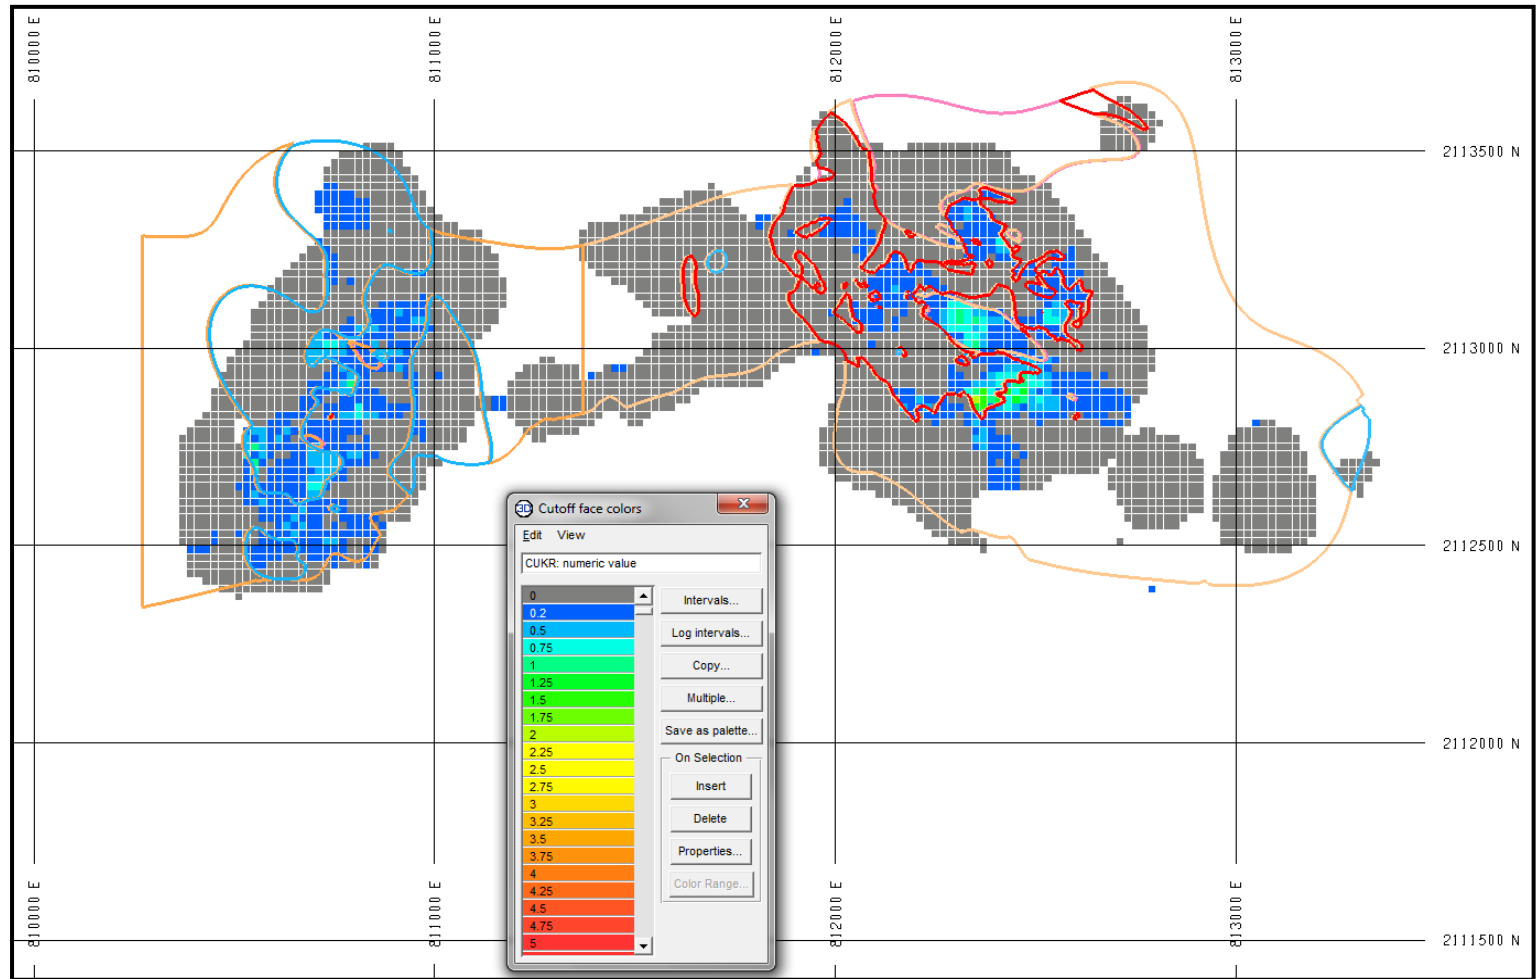 810000 E
811000 E
812000 E
813000 E
2113500 N
2113000 N
2112500 N
2112000 N
2111500 N
3D Cutoff face colors
Edit View
CUKR: numeric value
0
0.2
0.5
0.75
1
1.25
1.5
1.75
2
2.25
2.5
2.75
3
3.25
3.5
3.75
4
4.25
4.5
4.75
5
Intervals...
Log intervals...
Copy...
Multiple...
Save as palette...
On Selection
Insert
Delete
Properties...
Color Range...
810000 E
811000 E
812000 E
813000 E